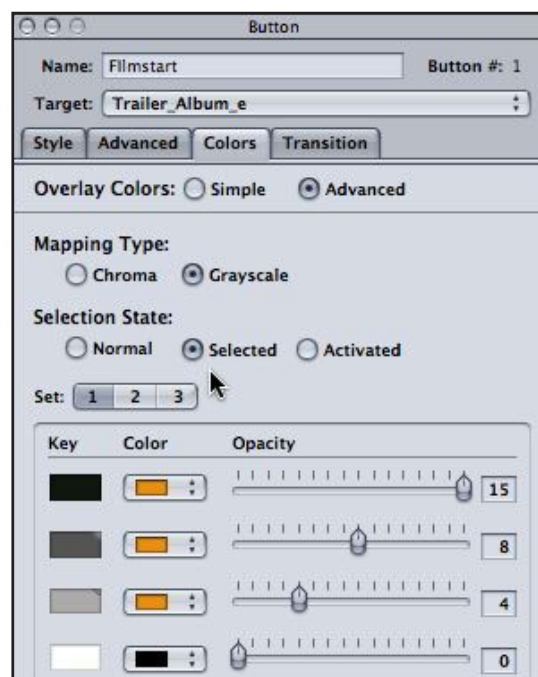 Button
Name: FIlmstart Button #: 1
Target: Trailer_Album_e
Style Advanced Colors Transition
Overlay Colors: Simple Advanced
Mapping Type:
Chroma Grayscale
Selection State:
Normal Selected Activated
Set: 1 2 3
Key Color Opacity
15
8
4
0